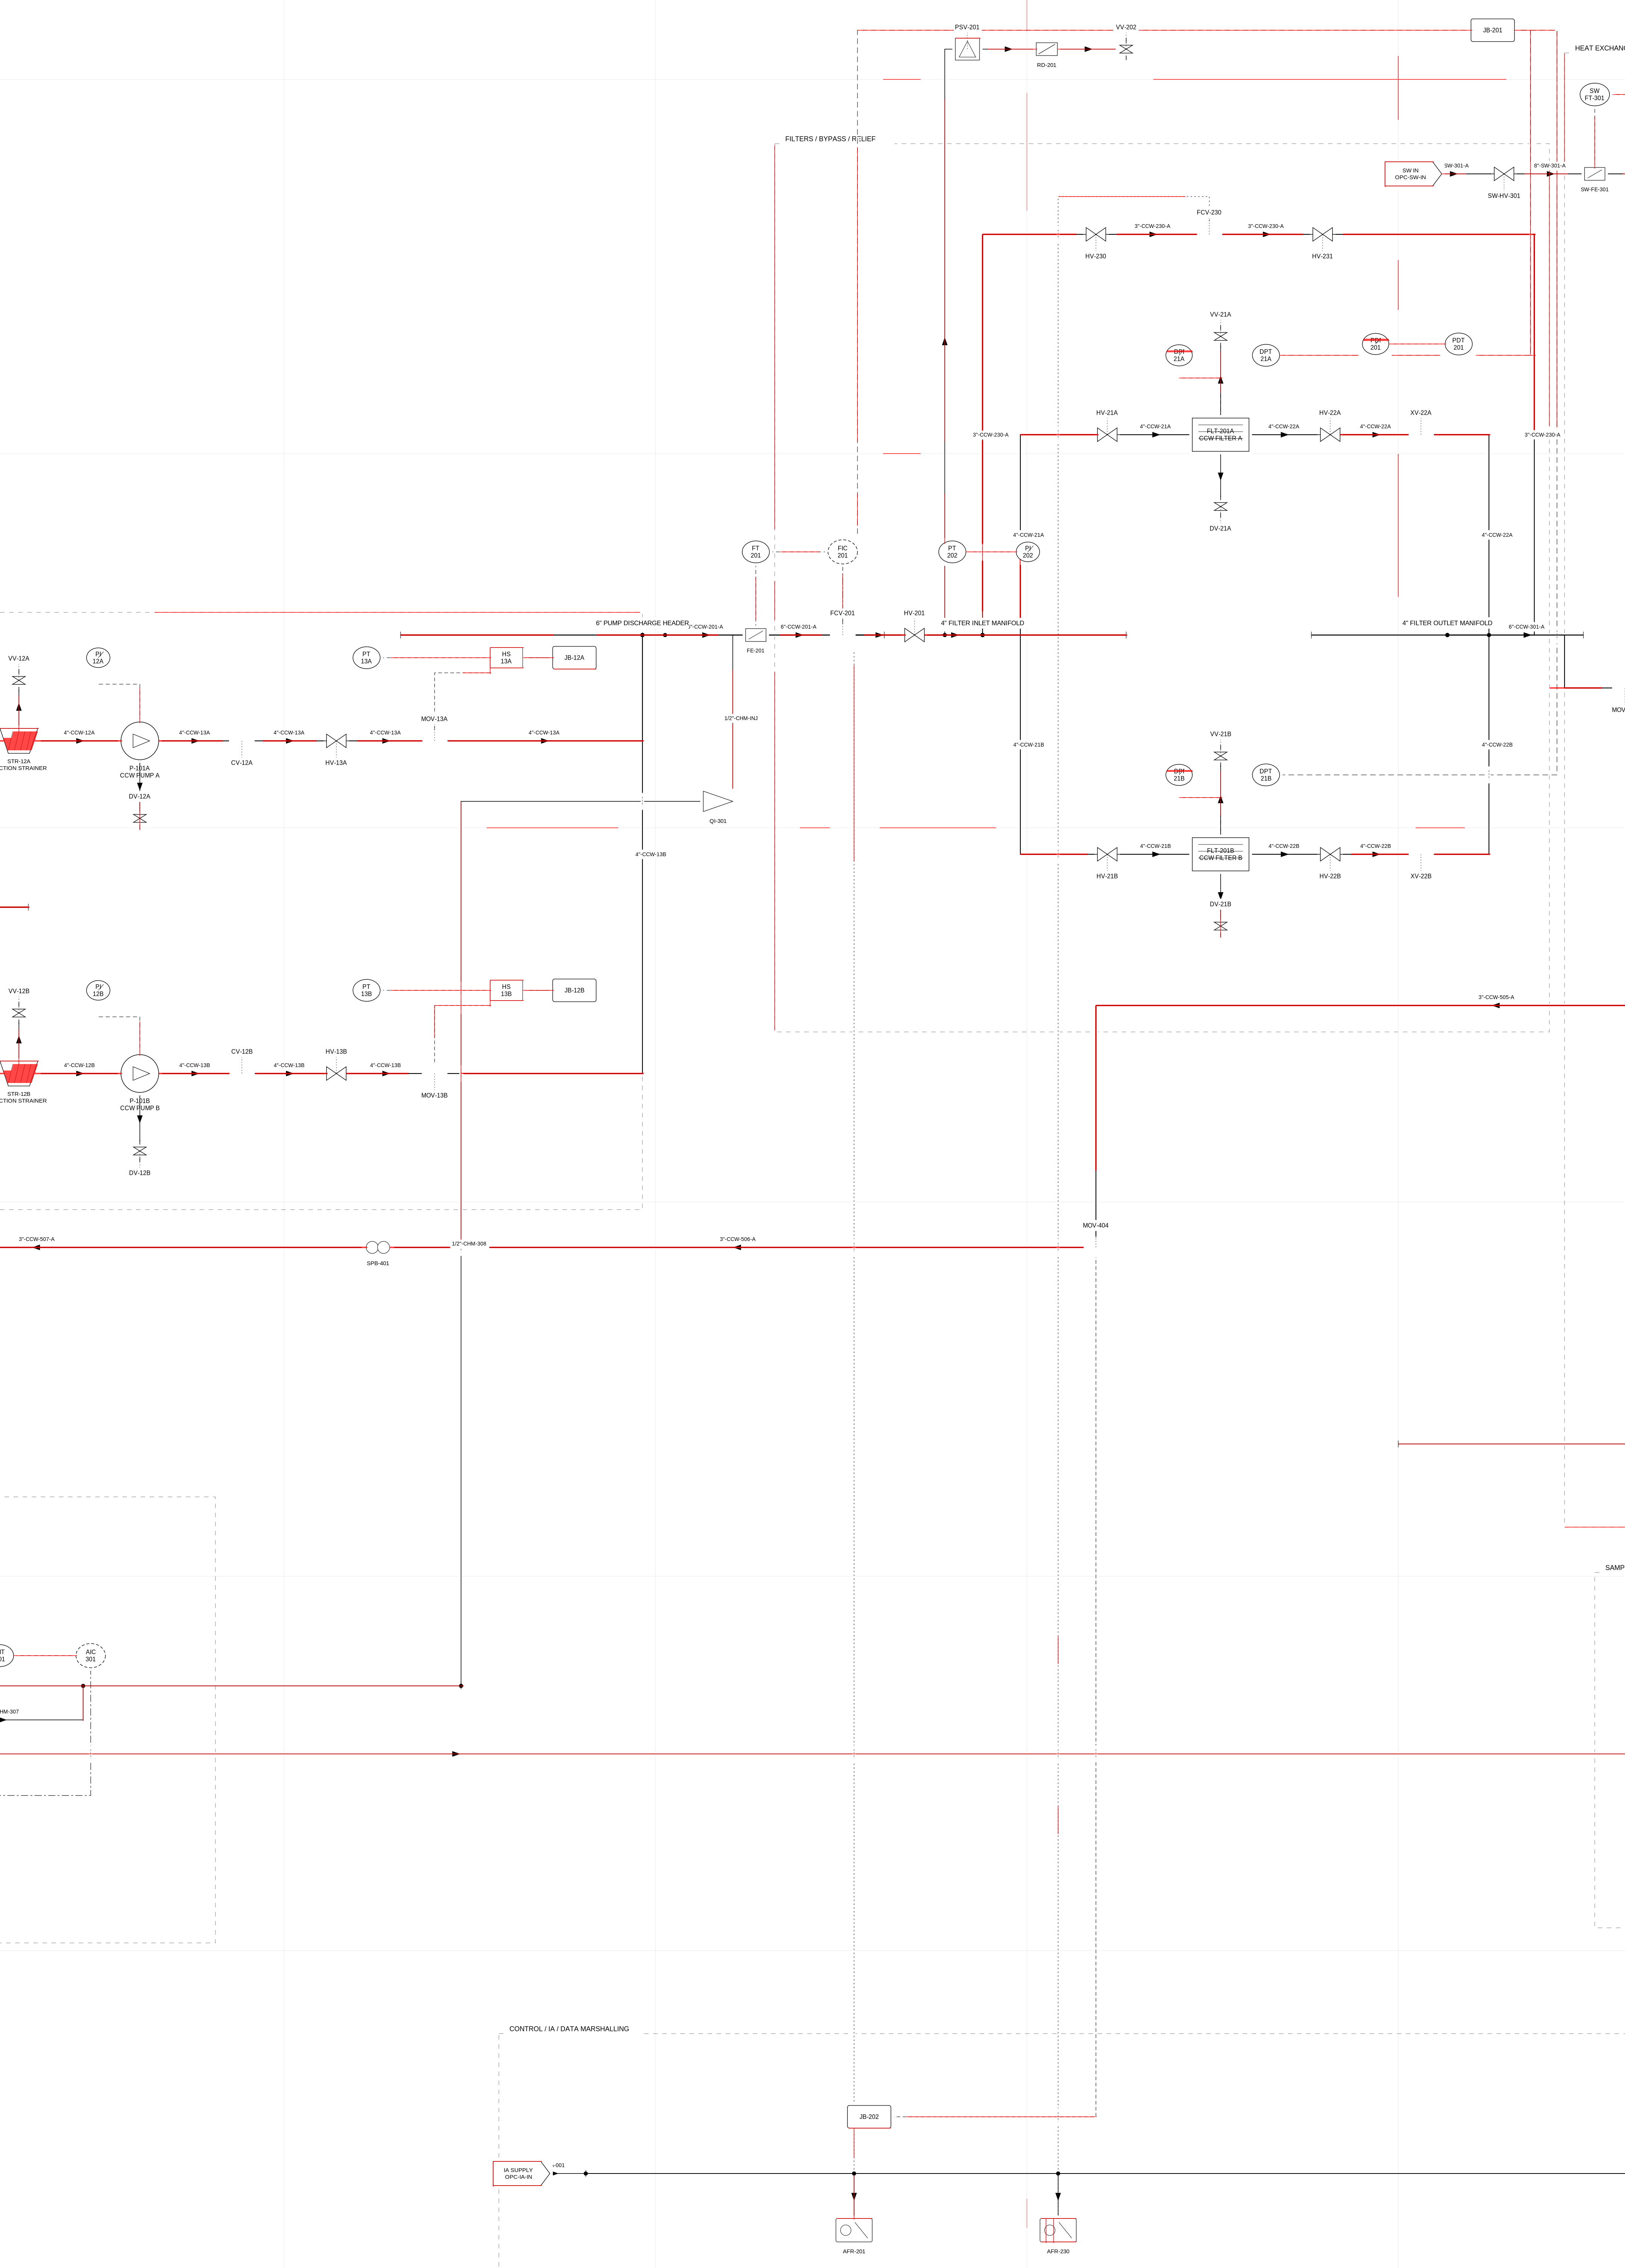 PSV-201
VV-202
JB-201
RD-201
SW
FT-301
FILTERS / BYPASS / RELIEF
SW IN
OPC-SW-IN
SW-301-A
8"-SW-301-A
SW-HV-301
SW-FE-301
FCV-230
3"-CCW-230-A
3"-CCW-230-A
HV-230
HV-231
VV-21A
21A
DPT
21A
201
PDT
201
HV-21A
4"-CCW-21A
FLT-201A
CCW FILTER A
4"-CCW-22A
HV-22A
4"-CCW-22A
XV-22A
3"-CCW-230-A
3"-CCW-230-A
DV-21A
4"-CCW-21A
4"-CCW-22A
FT
201
FIC
201
PT
202
202
FCV-201
HV-201
6" PUMP DISCHARGE HEADER
"-CCW-201-A
6"-CCW-201-A
4" FILTER INLET MANIFOLD
4" FILTER OUTLET MANIFOLD
6"-CCW-301-A
FE-201
VV-12A
12A
PT
13A
HS
13A
JB-12A
MOV-13A
1/2"-CHM-INJ
4"-CCW-12A
4"-CCW-13A
4"-CCW-13A
4"-CCW-13A
4"-CCW-13A
STR-12A
CTION STRAINER
P-101A
CCW PUMP A
CV-12A
HV-13A
DV-12A
QI-301
4"-CCW-13B
4"-CCW-21B
4"-CCW-22B
VV-21B
21B
DPT
21B
4"-CCW-21B
FLT-201B
CCW FILTER B
4"-CCW-22B
4"-CCW-22B
HV-21B
HV-22B
XV-22B
DV-21B
VV-12B
12B
PT
13B
HS
13B
JB-12B
3"-CCW-505-A
CV-12B
HV-13B
4"-CCW-12B
4"-CCW-13B
4"-CCW-13B
4"-CCW-13B
MOV-13B
STR-12B
CTION STRAINER
P-101B
CCW PUMP B
DV-12B
MOV-404
3"-CCW-507-A
SPB-401
1/2"-CHM-308
3"-CCW-506-A
AIC
301
HM-307
CONTROL / IA / DATA MARSHALLING
JB-202
IA SUPPLY
OPC-IA-IN
-001
AFR-201
AFR-230
HEAT EXCHAN
MOV
SAMP